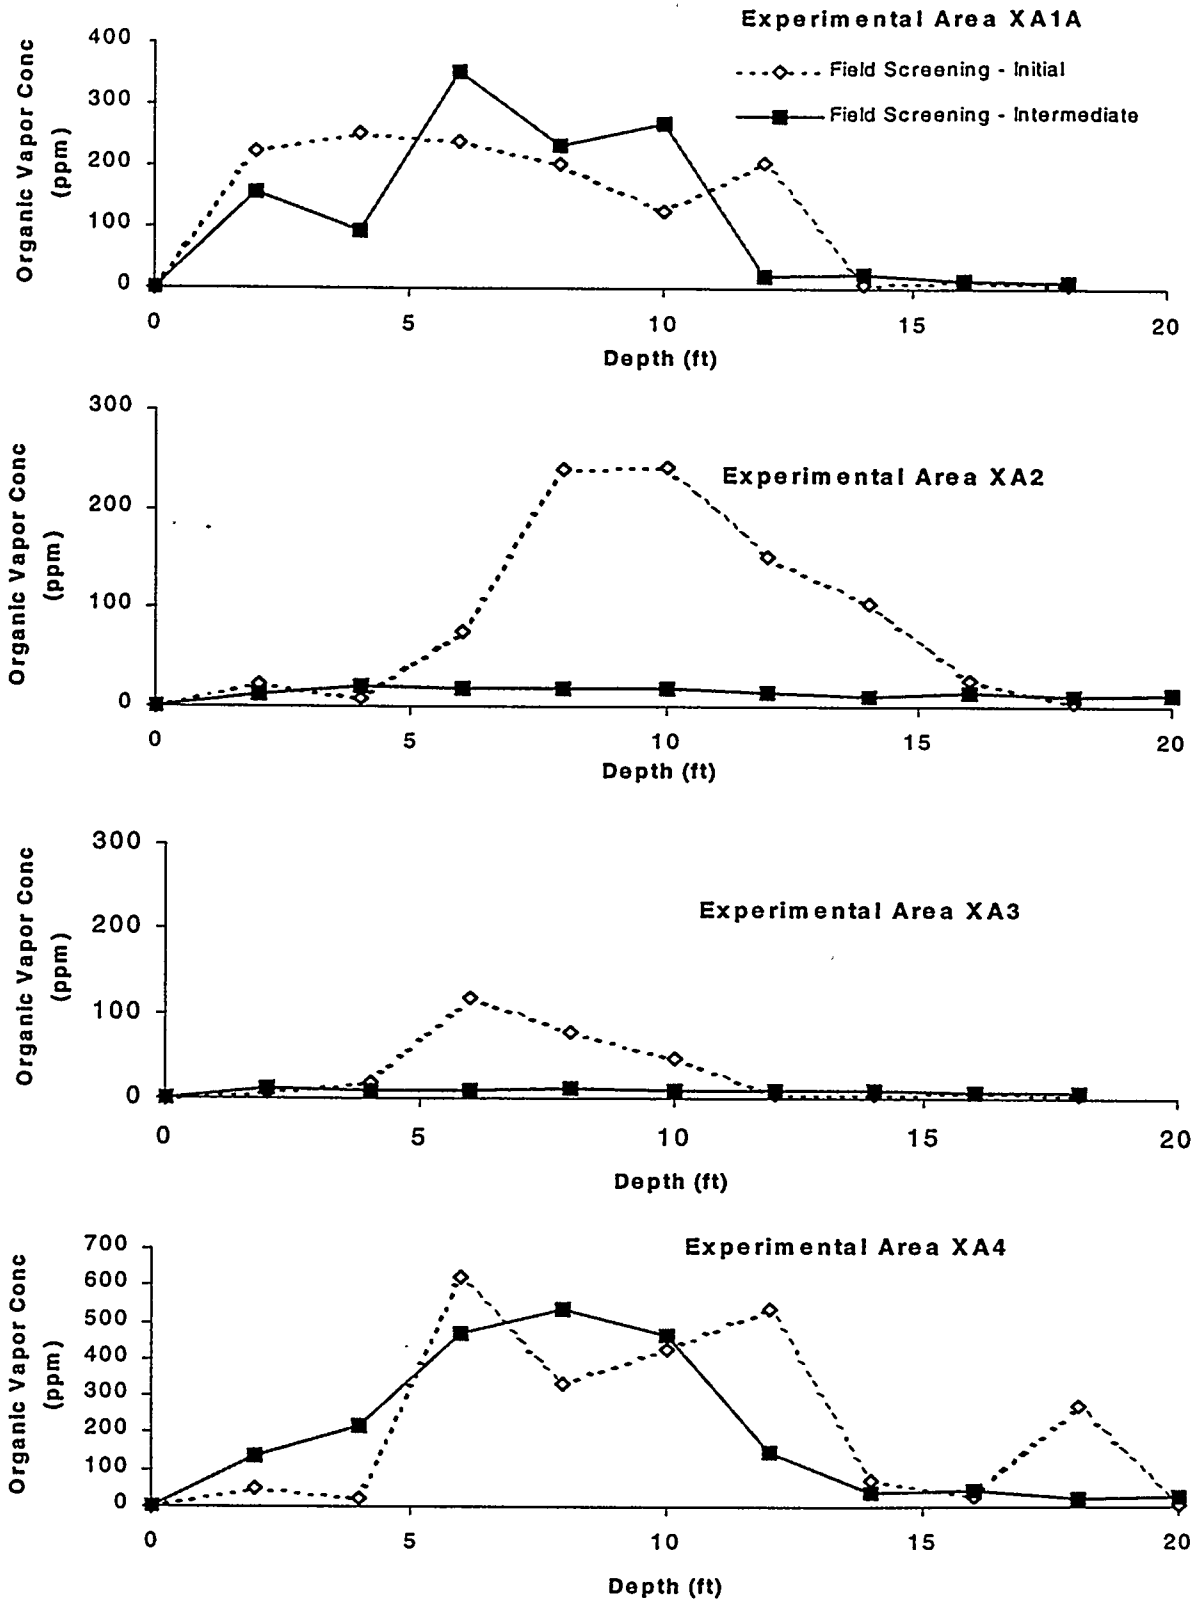 Experimental Area XA1A
Field Screening - Initial
Field Screening - Intermediate
Organic Vapor Conc
(ppm)
400
300
200
100
0
0 5 10 15 20
Depth (ft)
Experimental Area XA2
Organic Vapor Conc
(ppm)
300
200
100
0
0 5 10 15 20
Depth (ft)
Experimental Area XA3
Organic Vapor Conc
(ppm)
300
200
100
0
0 5 10 15 20
Depth (ft)
Experimental Area XA4
Organic Vapor Conc
(ppm)
700
600
500
400
300
200
100
0
0 5 10 15 20
Depth (ft)